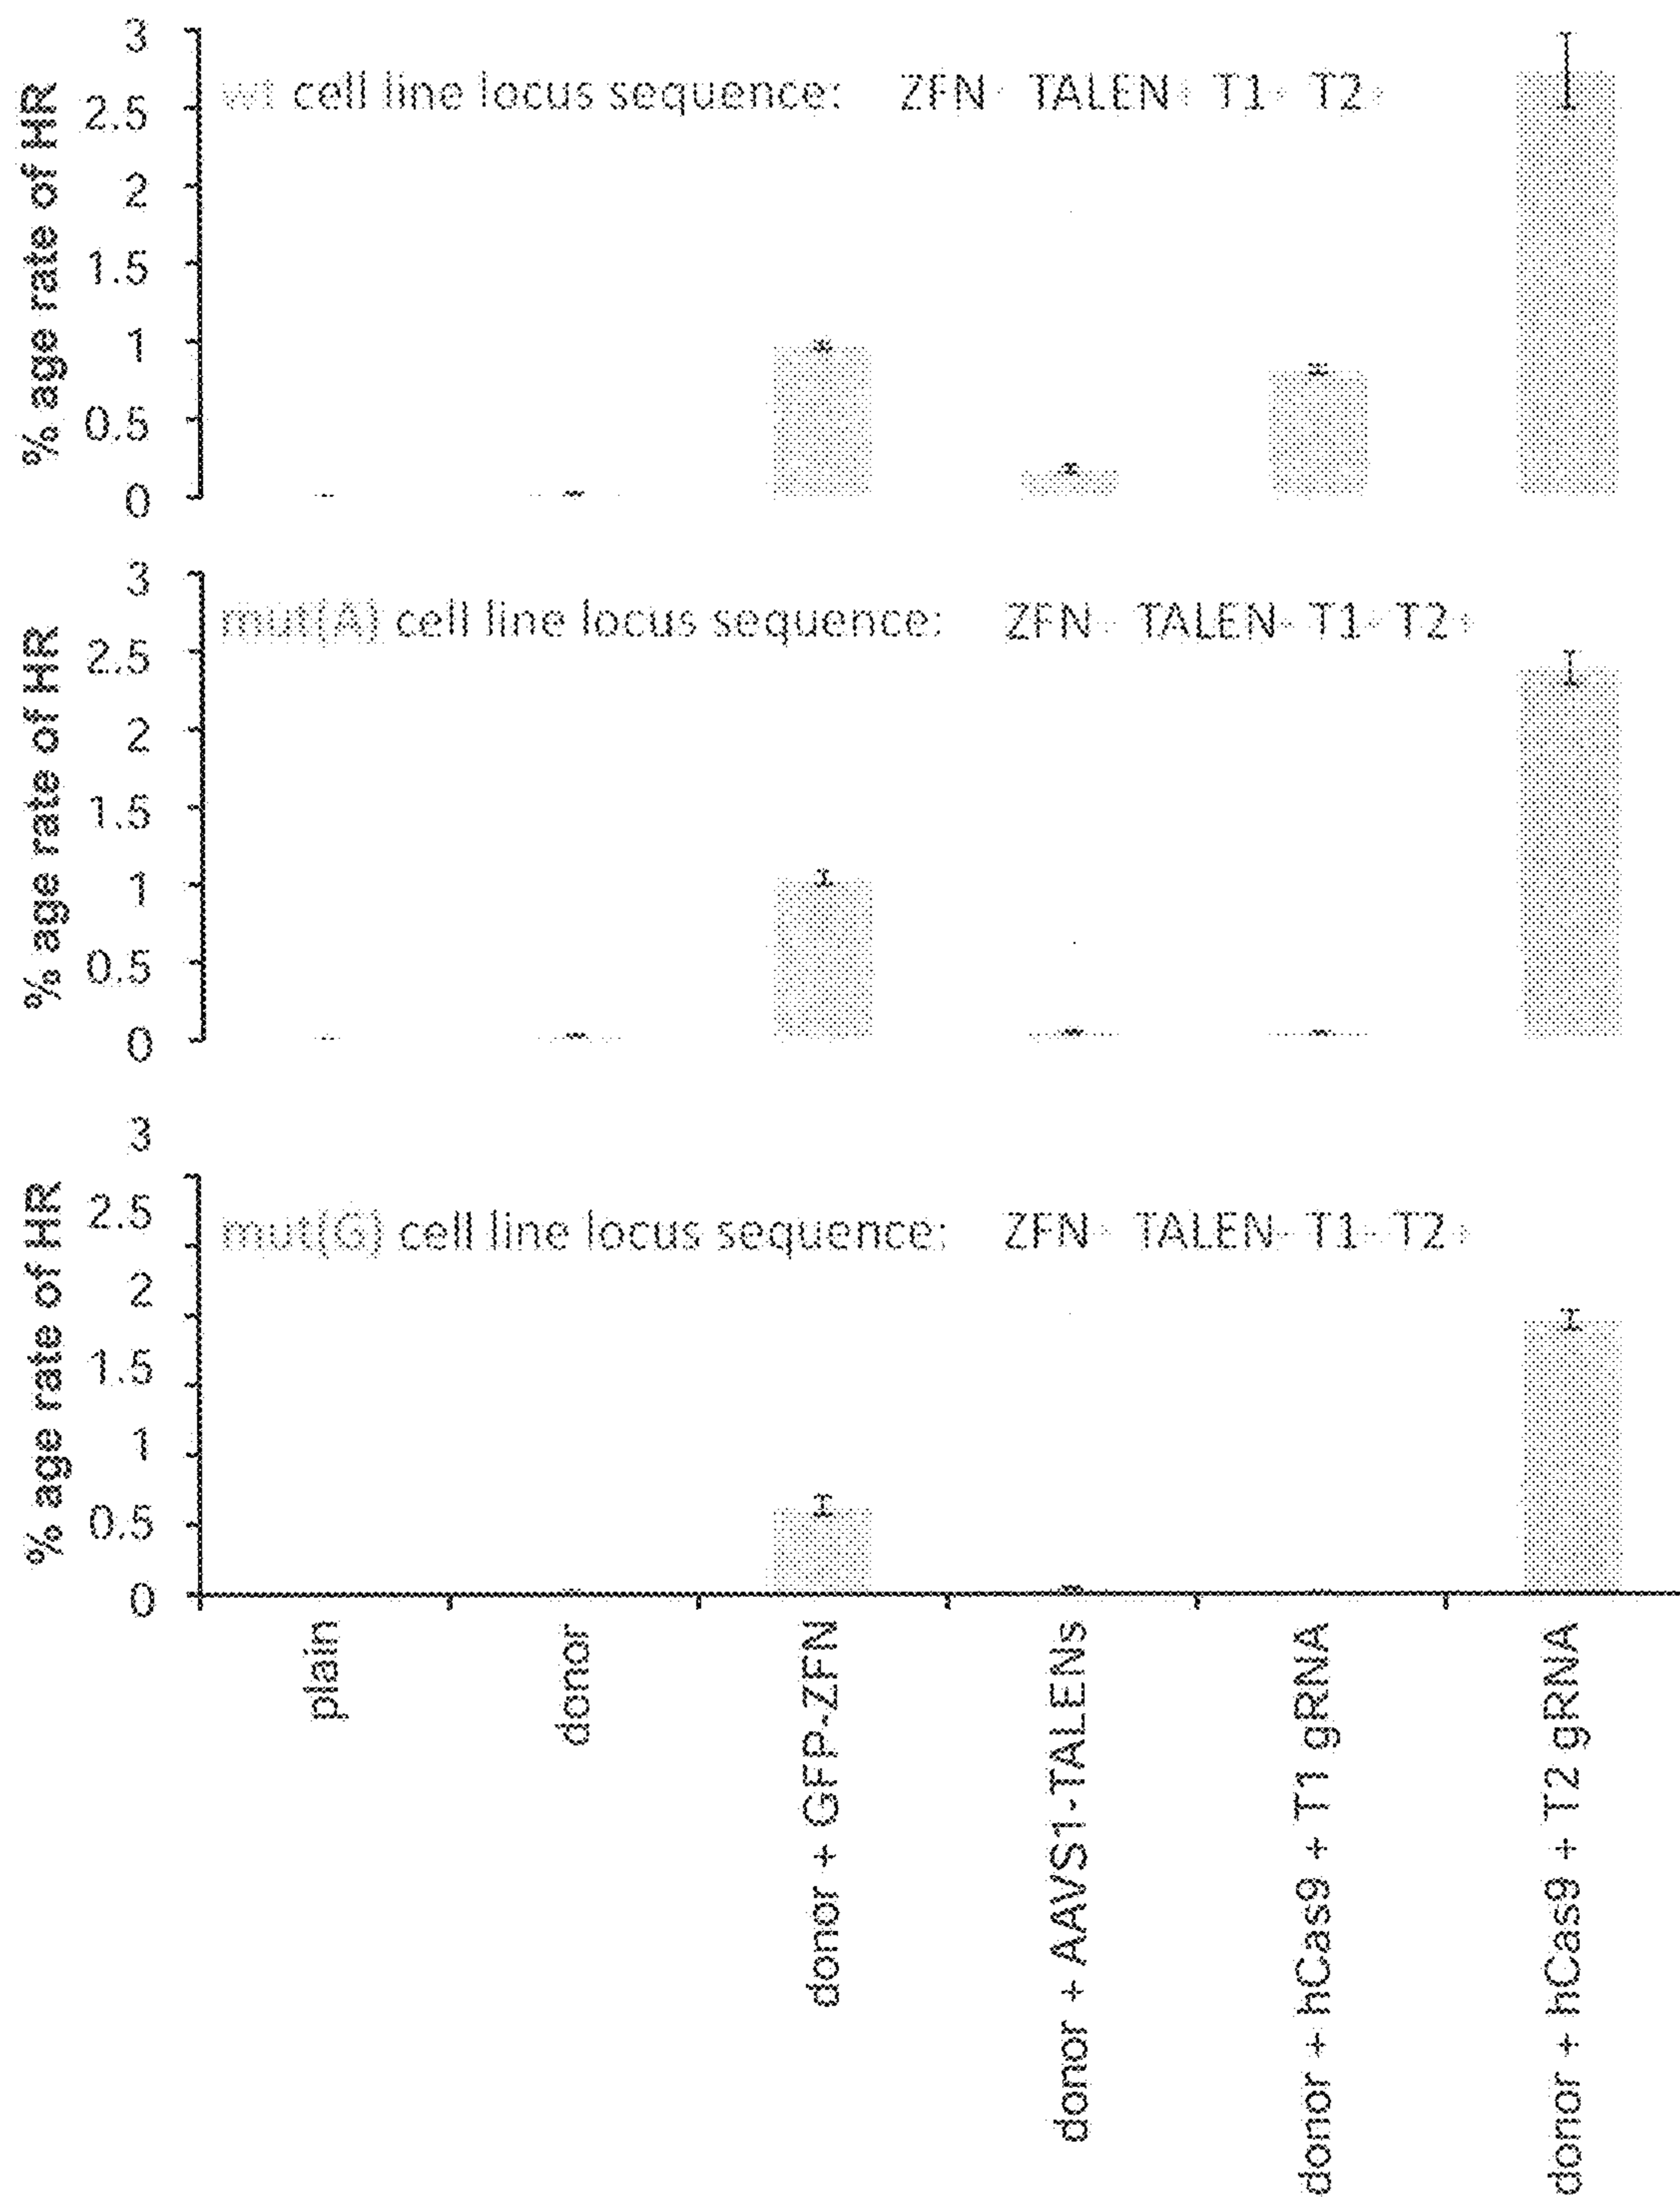 % age rate of HR
3
2.5
2
1.5
1
0.5
0
wt cell line locus sequence: ZFN+ TALEN+ T1+ T2+
% age rate of HR
3
2.5
2
1.5
1
0.5
0
mut(A) cell line locus sequence: ZFN+ TALEN- T1- T2+
% age rate of HR
3
2.5
2
1.5
1
0.5
0
mut(G) cell line locus sequence: ZFN+ TALEN- T1- T2+
plain
donor
donor + GFP-ZFN
donor + AAVS1-TALENs
donor + hCas9 + T1 gRNA
donor + hCas9 + T2 gRNA